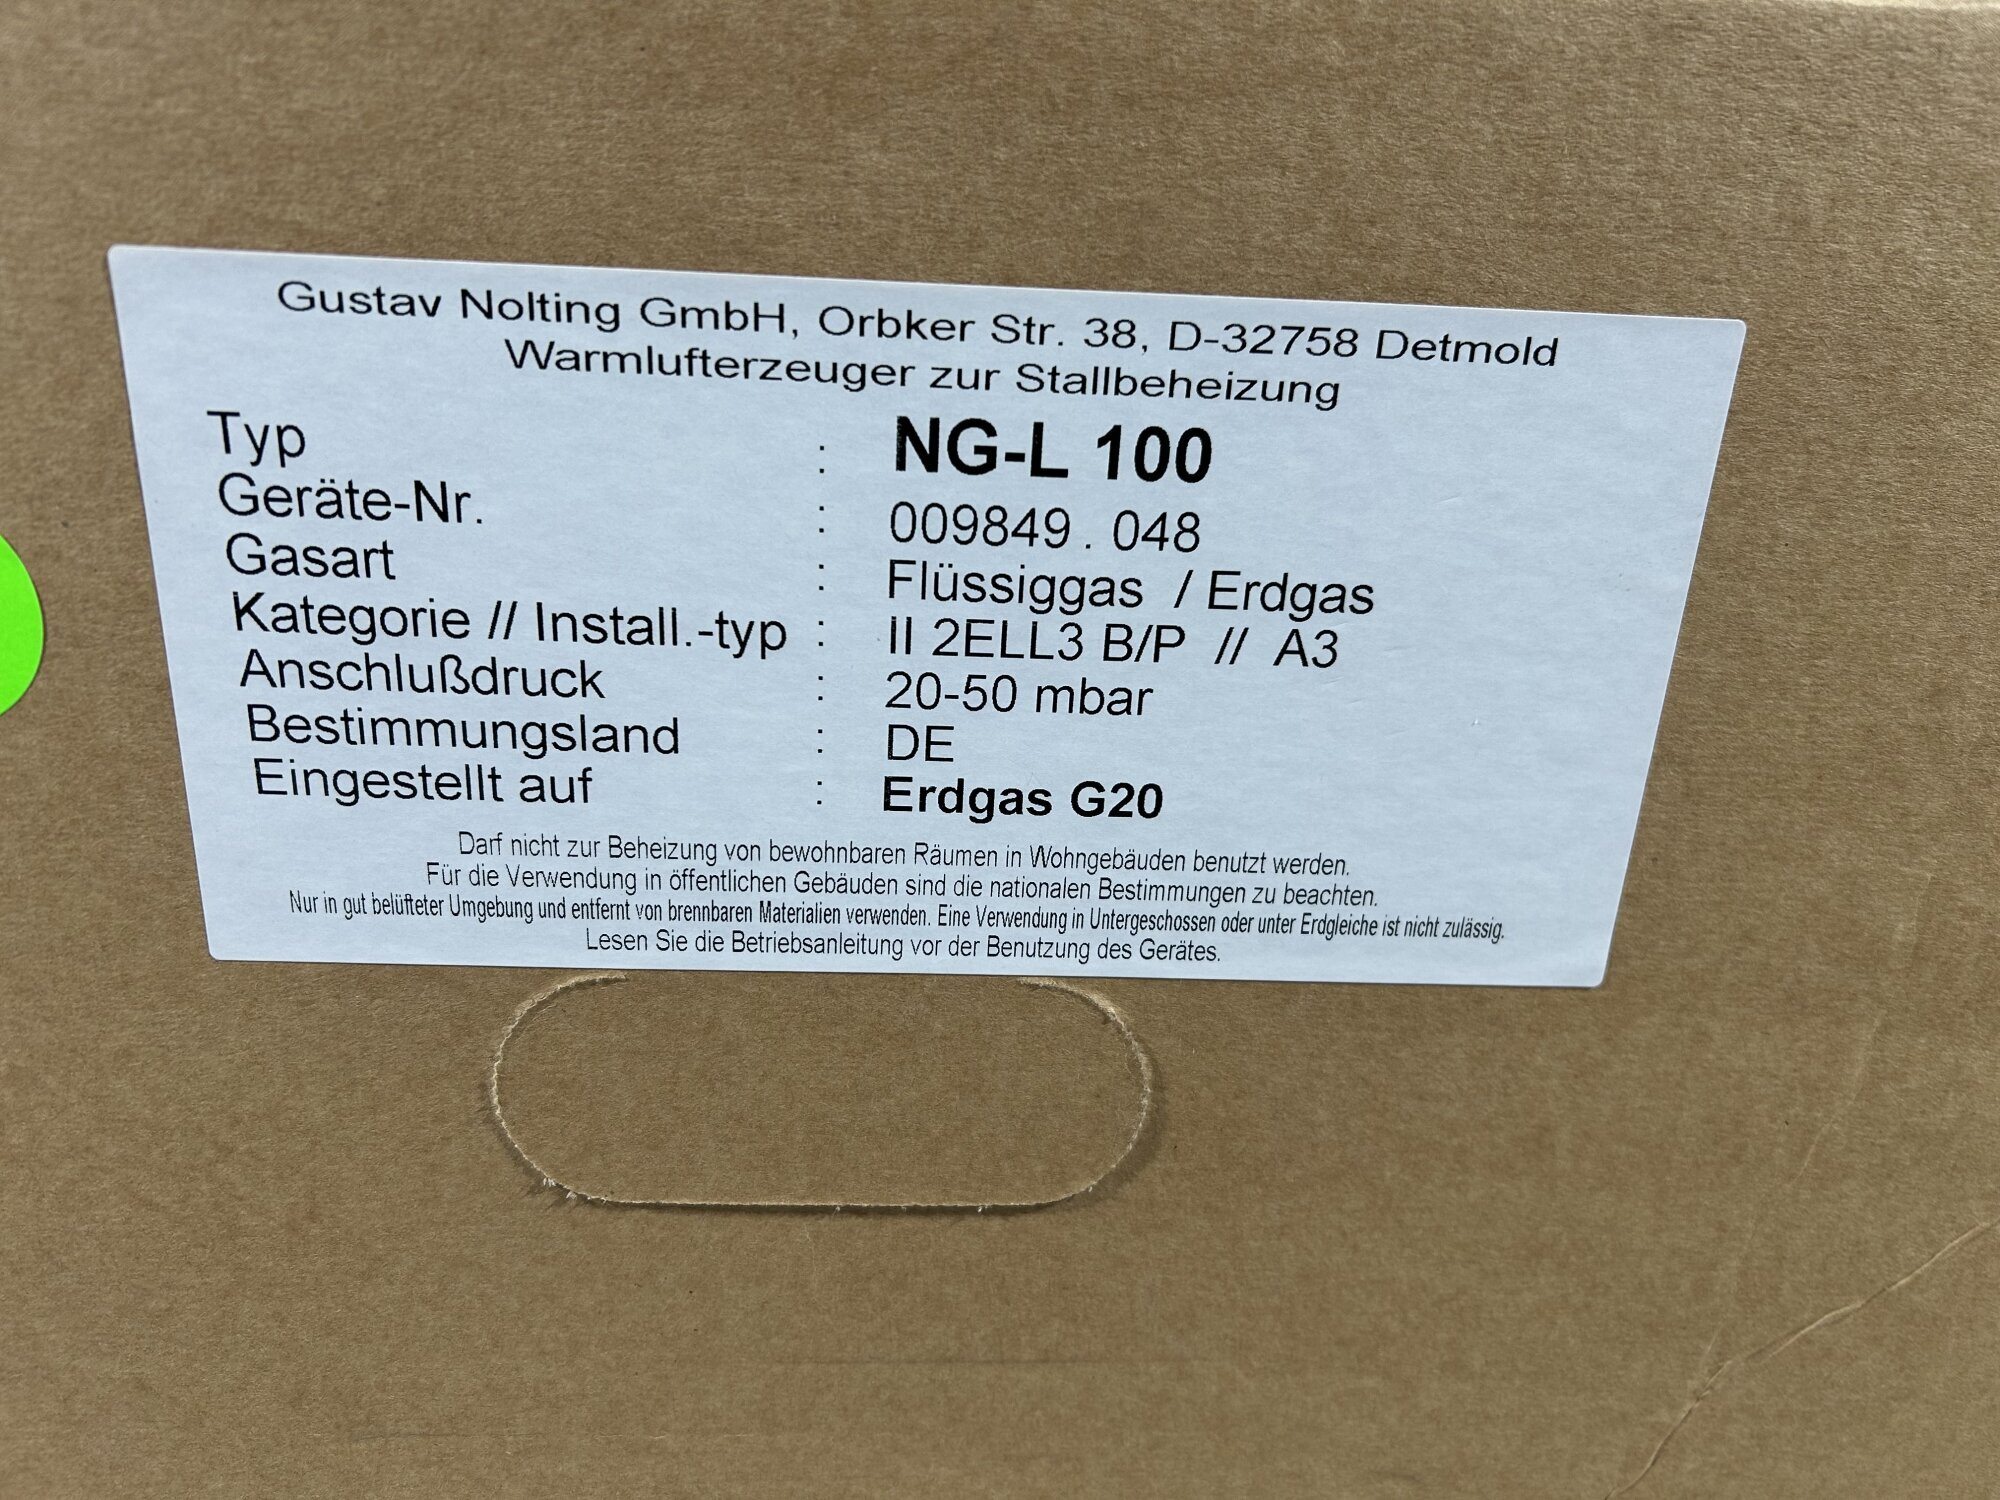 Gustav Nolting GmbH, Orbker Str. 38, D-32758 Detmold
Warmlufterzeuger zur Stallbeheizung
Typ : NG-L 100
Geräte-Nr. : 009849 . 048
Gasart : Flüssiggas / Erdgas
Kategorie // Install.-typ : II 2ELL3 B/P // A3
Anschlußdruck : 20-50 mbar
Bestimmungsland : DE
Eingestellt auf : Erdgas G20
Darf nicht zur Beheizung von bewohnbaren Räumen in Wohngebäuden benutzt werden.
Für die Verwendung in öffentlichen Gebäuden sind die nationalen Bestimmungen zu beachten.
Nur in gut belüfteter Umgebung und entfernt von brennbaren Materialien verwenden. Eine Verwendung in Untergeschossen oder unter Erdgleiche ist nicht zulässig.
Lesen Sie die Betriebsanleitung vor der Benutzung des Gerätes.